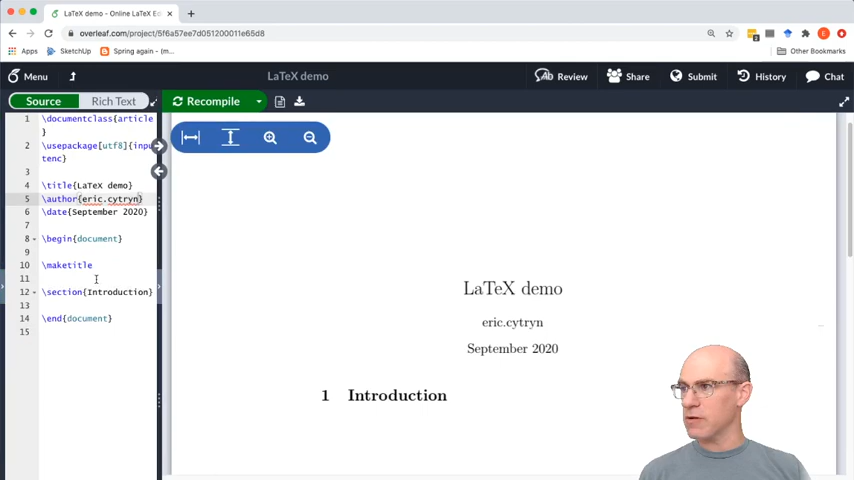 LaTeX demo - Online LaTeX Ed
overleaf.com/project/5f6a57ee7d051200011e65d8
Apps
SketchUp
Spring again - m...
Other Bookmarks
Menu
LaTeX demo
Review
Share
Submit
History
Chat
Source
Rich Text
Recompile
1 \documentclass{article
}
2 \usepackage[utf8]{inpu
tenc}
3
4 \title{LaTeX demo}
5 \author{eric.cytryn}
6 \date{September 2020}
7
8 \begin{document}
9
10 \maketitle
11
12 \section{Introduction}
13
14 \end{document}
15
LaTeX demo
eric.cytryn
September 2020
1 Introduction